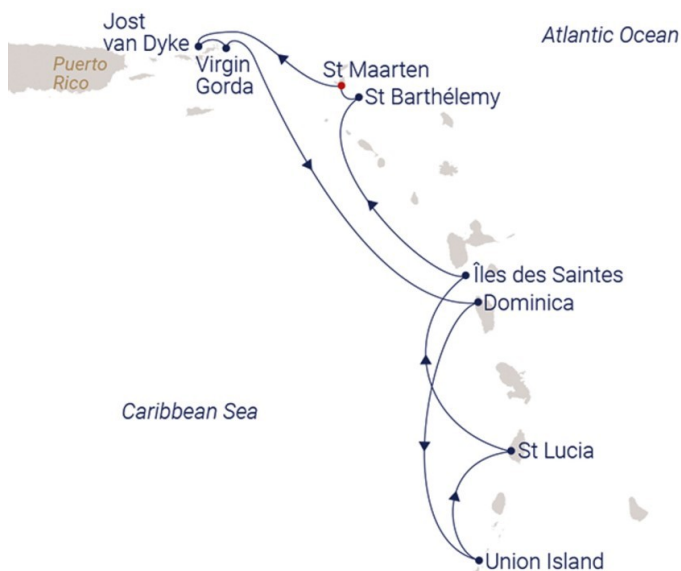 Jost
van Dyke
Atlantic Ocean
Puerto
Rico
Virgin
Gorda
St Maarten
St Barthélemy
Îles des Saintes
Dominica
Caribbean Sea
St Lucia
Union Island